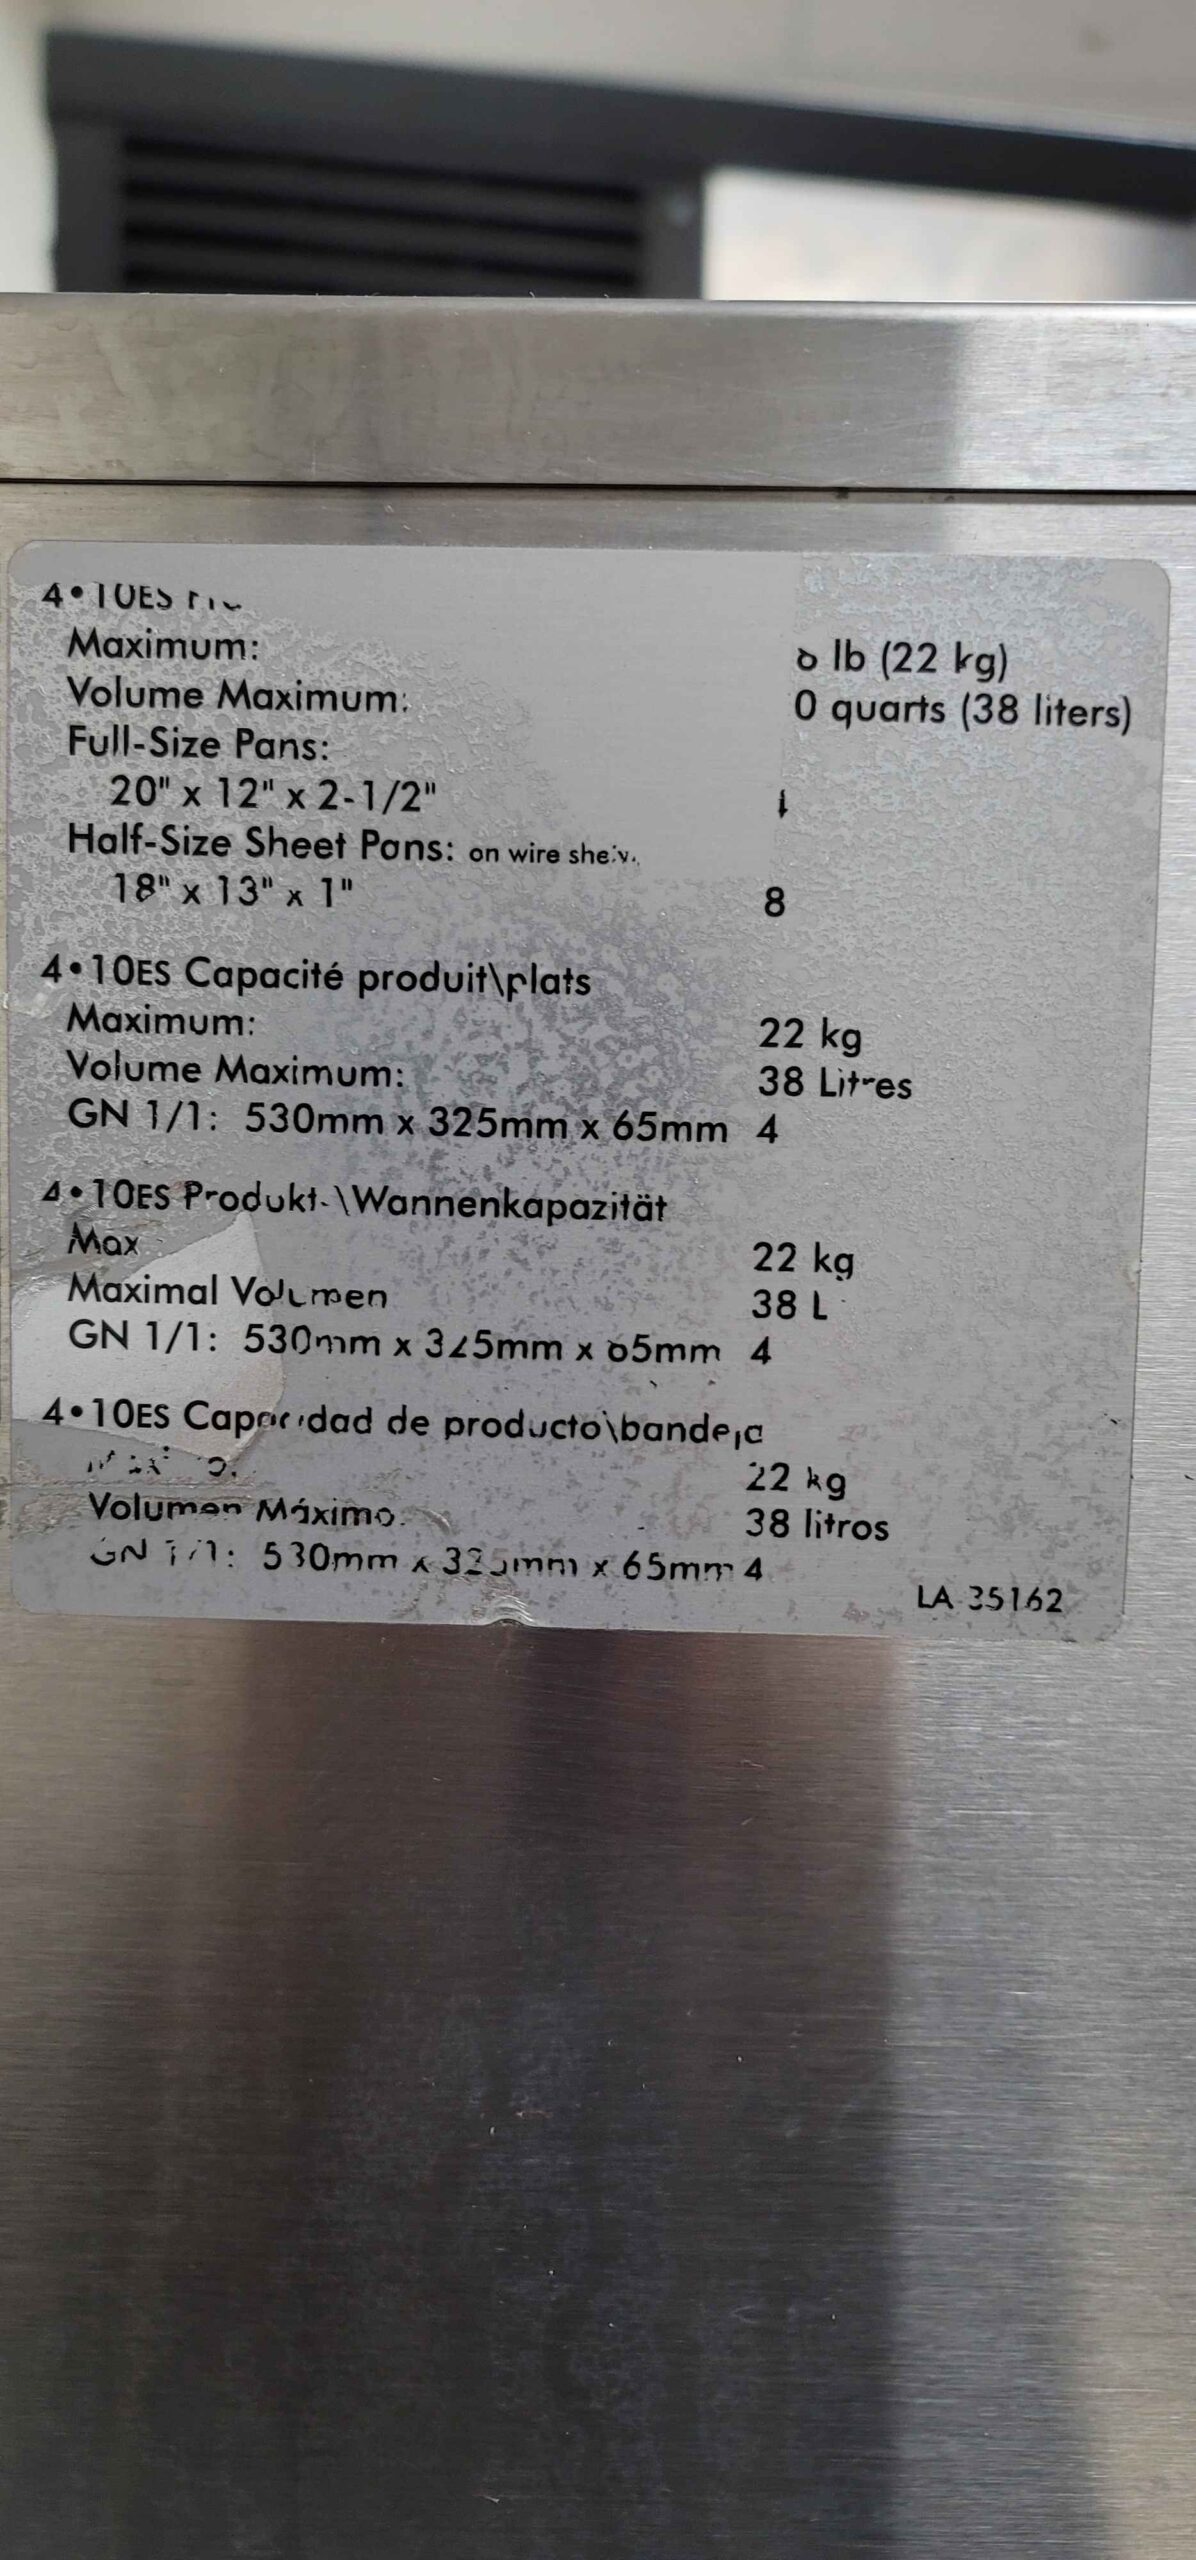 4•10ES
Maximum: lb (22 kg)
Volume Maximum: quarts (38 liters)
Full-Size Pans:
20" x 12" x 2-1/2"
Half-Size Sheet Pans: on wire
18" x 13" x 1" 8
4•10ES Capacité produit\plats
Maximum: 22 kg
Volume Maximum: 38 Litres
GN 1/1: 530mm x 325mm x 65mm 4
4•10ES Produkt-\Wannenkapazität
Max 22 kg
Maximal Volumen 38 L
GN 1/1: 530mm x 325mm x 65mm 4
4•10ES Capacidad de producto\bandeja
22 kg
Volumen Máximo: 38 litros
GN 1/1: 530mm x 325mm x 65mm 4
LA 35162